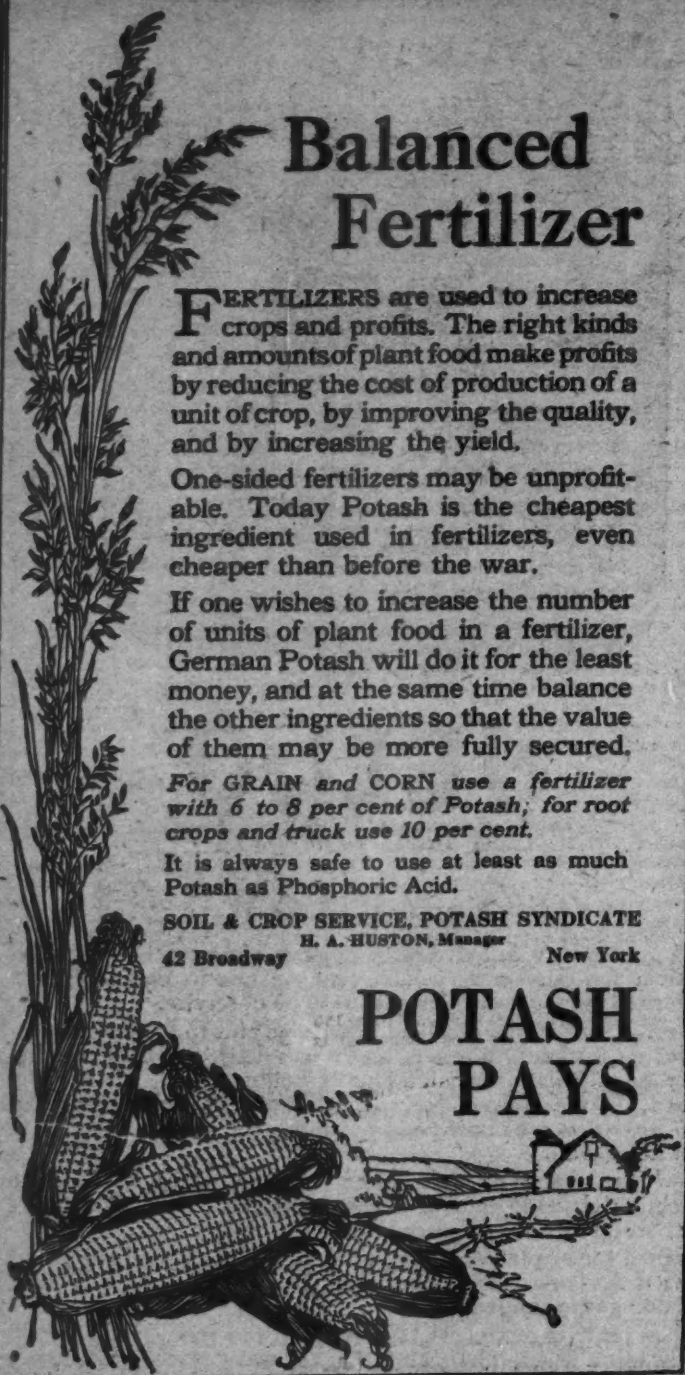 Balanced
Fertilizer
FERTILIZERS are used to increase
crops and profits. The right kinds
and amounts of plant food make profits
by reducing the cost of production of a
unit of crop, by improving the quality,
and by increasing the yield.
One-sided fertilizers may be unprofit-
able. Today Potash is the cheapest
ingredient used in fertilizers, even
cheaper than before the war.
If one wishes to increase the number
of units of plant food in a fertilizer,
German Potash will do it for the least
money, and at the same time balance
the other ingredients so that the value
of them may be more fully secured.
For GRAIN and CORN use a fertilizer
with 6 to 8 per cent of Potash; for root
crops and truck use 10 per cent.
It is always safe to use at least as much
Potash as Phosphoric Acid.
SOIL & CROP SERVICE, POTASH SYNDICATE
H. A. HUSTON, Manager
42 Broadway New York
POTASH
PAYS